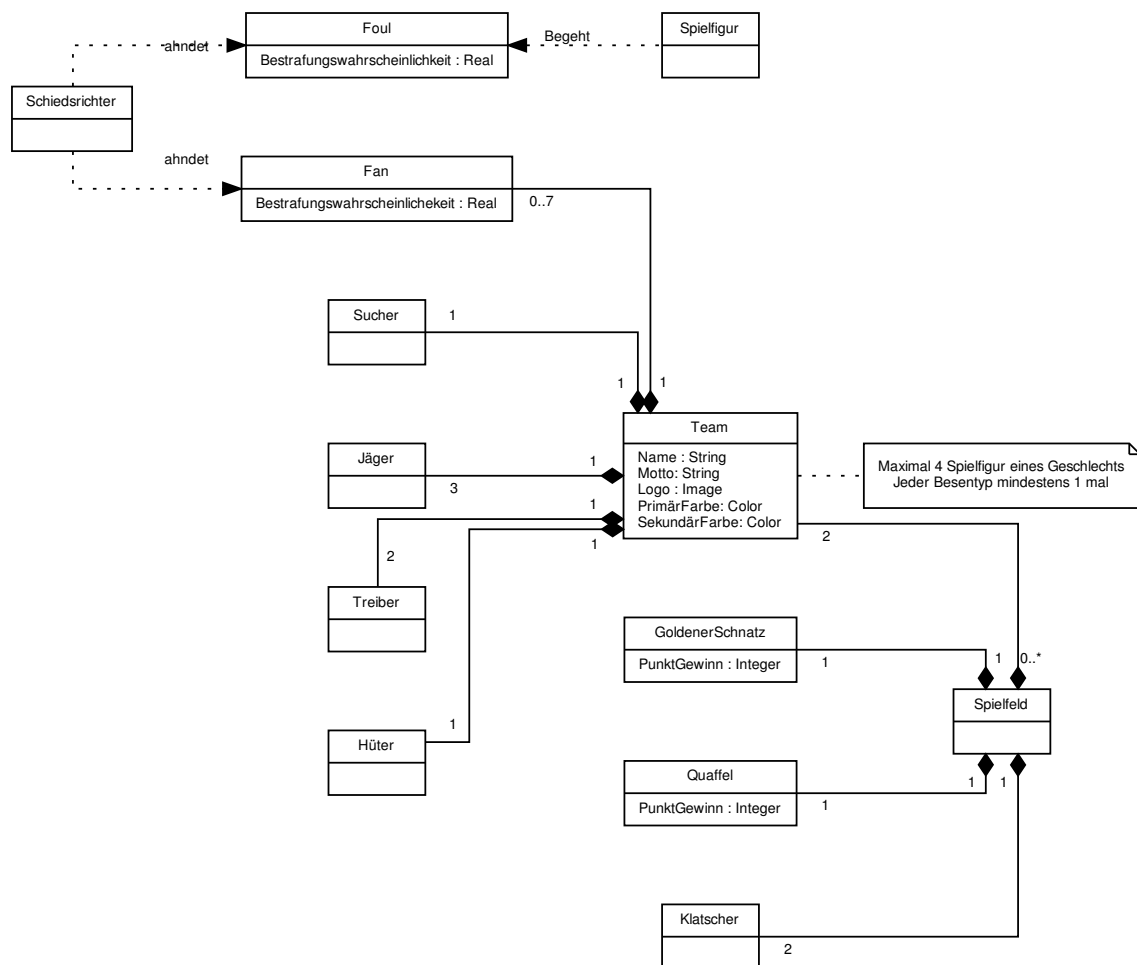 Foul
Bestrafungswahrscheinlichkeit : Real
Begeht
Spielfigur
ahndet
Schiedsrichter
ahndet
Fan
Bestrafungswahrscheinlichekeit : Real
0..7
Sucher
1
1
1
Team
Name : String
Motto: String
Logo : Image
PrimärFarbe: Color
SekundärFarbe: Color
Maximal 4 Spielfigur eines Geschlechts
Jeder Besentyp mindestens 1 mal
Jäger
1
3
1
1
2
2
Treiber
GoldenerSchnatz
PunktGewinn : Integer
1
1
0..*
Spielfeld
Hüter
1
Quaffel
PunktGewinn : Integer
1
1
1
Klatscher
2